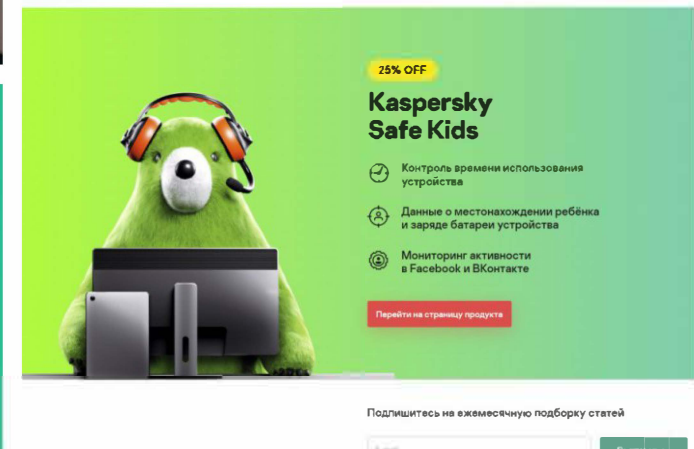 25% OFF
Kaspersky
Safe Kids
Контроль времени использования
устройства
Данные о местонахождении ребёнка
и заряде батареи устройства
Мониторинг активности
в Facebook и ВКонтакте
Перейти на страницу продукта
Подпишитесь на ежемесячную подборку статей